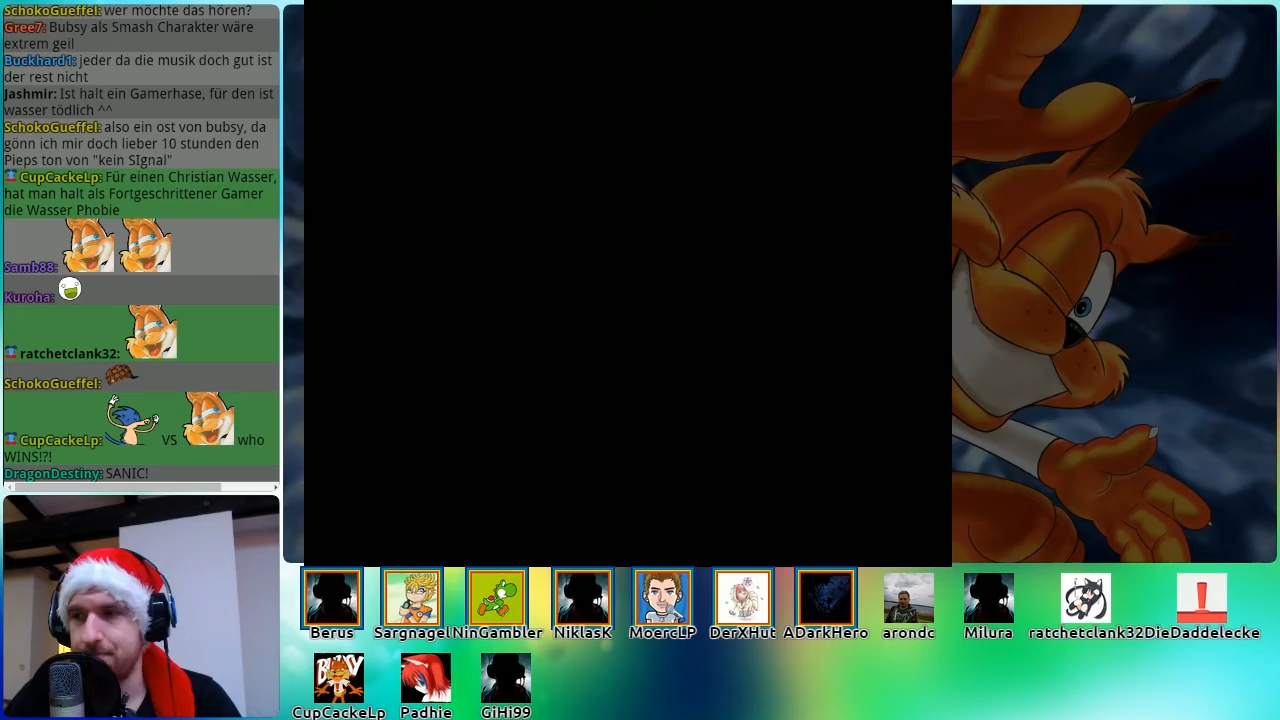 SchokoGueffel: wer möchte das hören?
Gree7: Bubsy als Smash Charakter wäre
extrem geil
Buckhard1: jeder da die musik doch gut ist
der rest nicht
Jashmir: Ist halt ein Gamerhase, für den ist
wasser tödlich ^^
SchokoGueffel: also ein ost von bubsy, da
gönn ich mir doch lieber 10 stunden den
Pieps ton von "kein SIgnal"
CupCackeLp: Für einen Christian Wasser,
hat man halt als Fortgeschrittener Gamer
die Wasser Phobie
Samb88:
Kuroha:
ratchetclank32:
SchokoGueffel:
CupCackeLp: VS who
WINS!?!
DragonDestiny: SANIC!
Berus
Sargnagel
NinGambler
NiklasK
MoercLP
DerXHut
ADarkHero
arondc
Milura
ratchetclank32
DieDaddelecke
BUBSY
CupCackeLp
Padhie
GiHi99